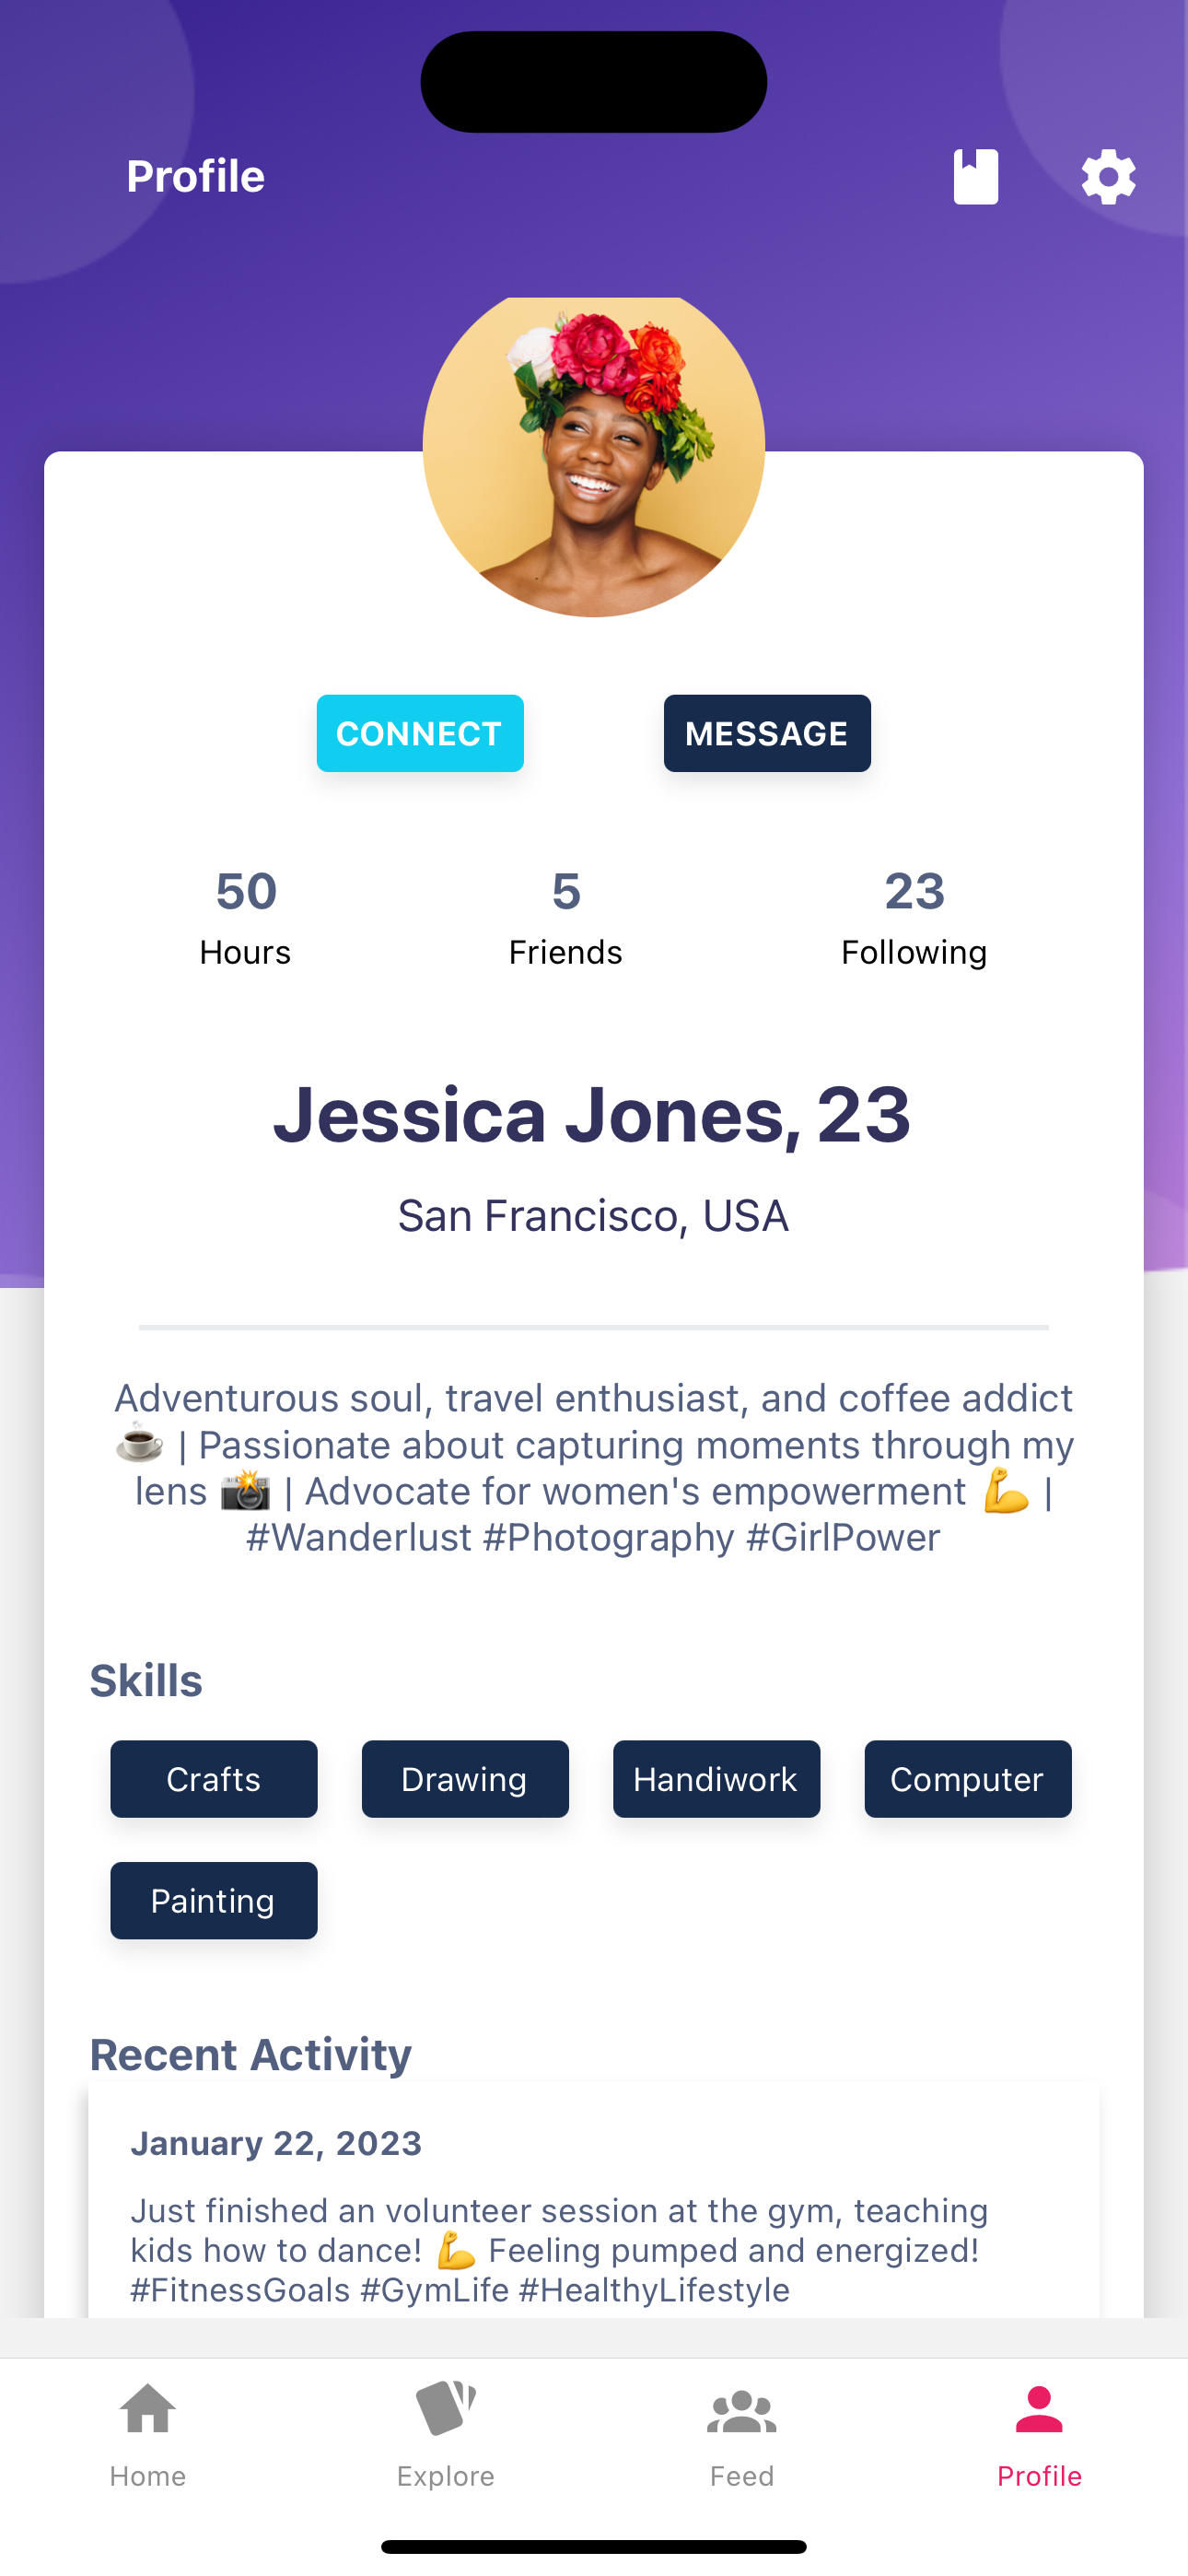 Profile
CONNECT
MESSAGE
50
5
23
Hours
Friends
Following
Jessica Jones, 23
San Francisco, USA
Adventurous soul, travel enthusiast, and coffee addict
☕ | Passionate about capturing moments through my
lens 📸 | Advocate for women's empowerment 💪 |
#Wanderlust #Photography #GirlPower
Skills
Crafts
Drawing
Handiwork
Computer
Painting
Recent Activity
January 22, 2023
Just finished an volunteer session at the gym, teaching
kids how to dance! 💪 Feeling pumped and energized!
#FitnessGoals #GymLife #HealthyLifestyle
Home
Explore
Feed
Profile